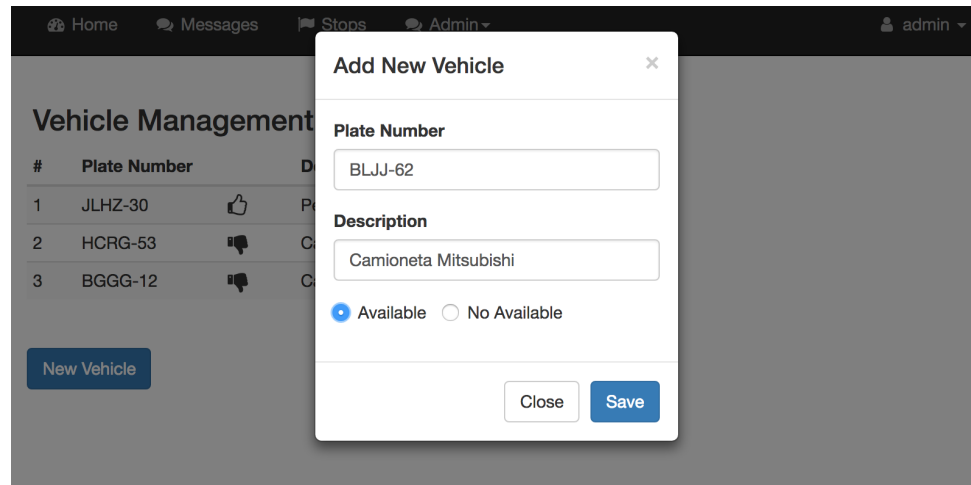 Home Messages Stops Admin admin
Add New Vehicle ×
Vehicle Management
Plate Number
BLJJ-62
Description
Camioneta Mitsubishi
Available No Available
Close Save
# Plate Number
1 JLHZ-30
2 HCRG-53
3 BGGG-12
New Vehicle